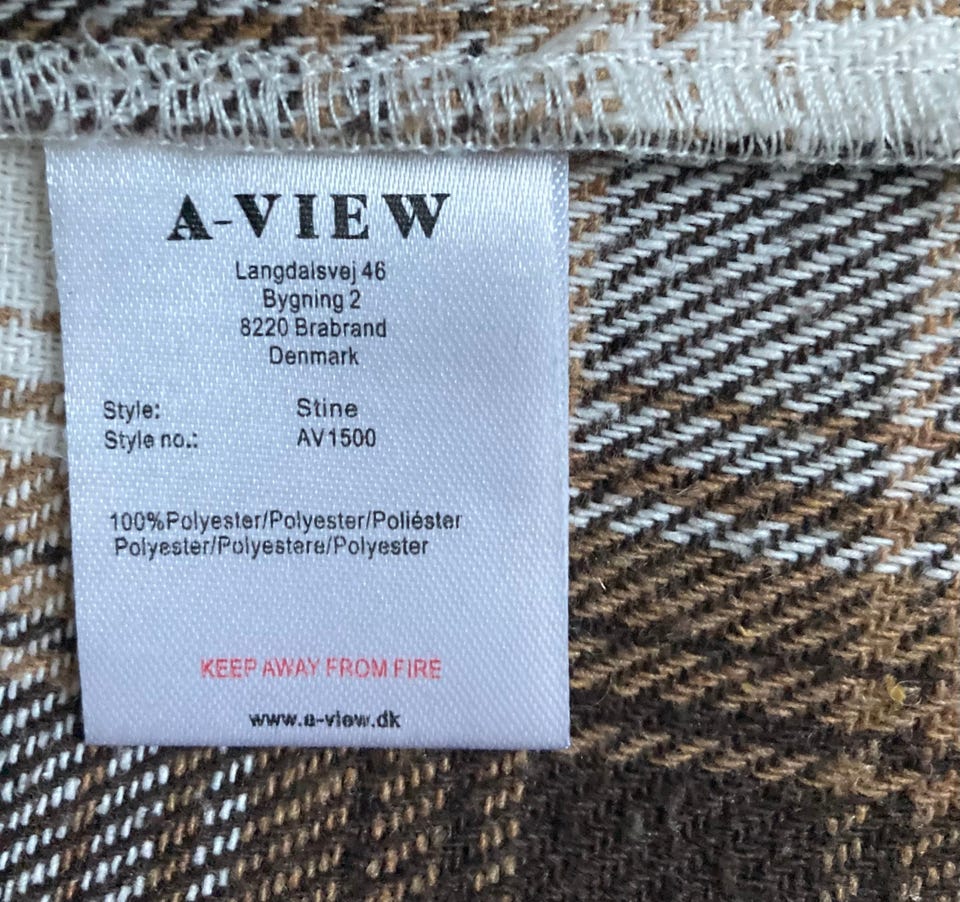 A-VIEW
Langdalsvej 46
Bygning 2
8220 Brabrand
Denmark
Style: Stine
Style no.: AV1500
100%Polyester/Polyester/Poliéster
Polyester/Polyestere/Polyester
KEEP AWAY FROM FIRE
www.a-view.dk